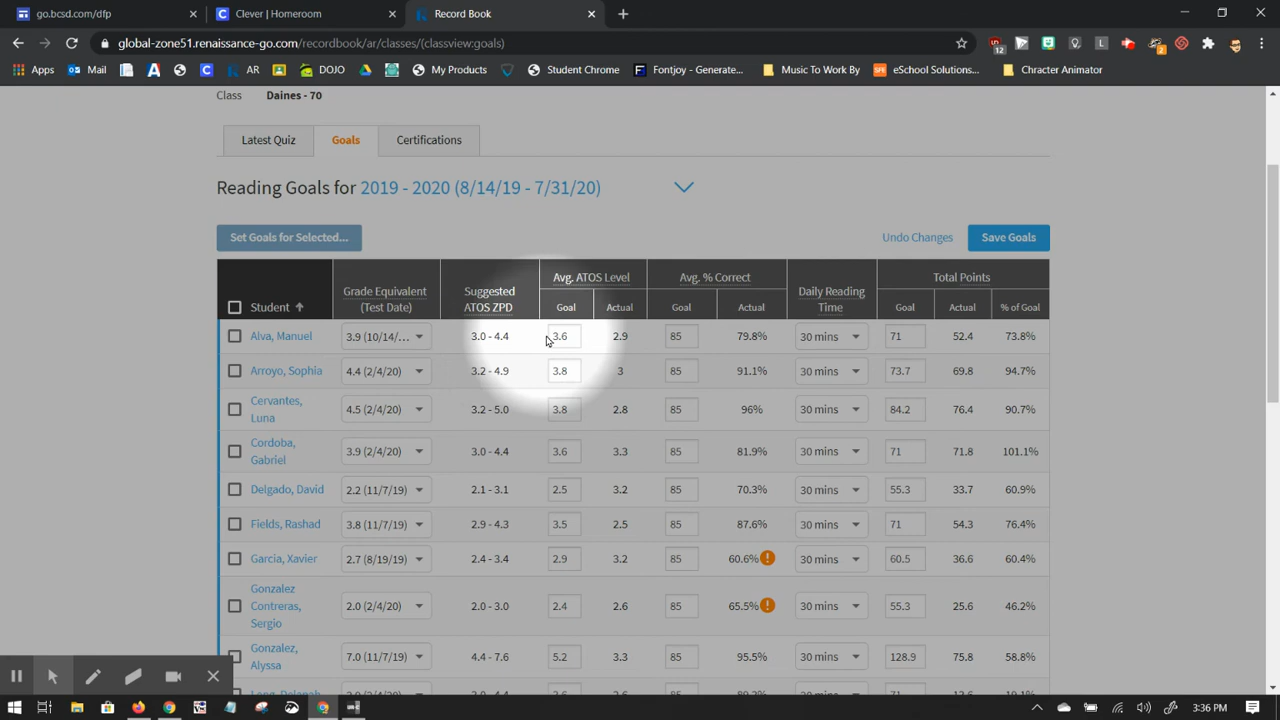 go.bcsd.com/dfp
Clever | Homeroom
Record Book
global-zone51.renaissance-go.com/recordbook/ar/classes/(classview:goals)
12
L
2
Apps
Mail
AR
DOJO
My Products
Student Chrome
Fontjoy - Generate...
Music To Work By
eSchool Solutions...
Chracter Animator
Class Daines - 70
Latest Quiz
Goals
Certifications
Reading Goals for 2019 - 2020 (8/14/19 - 7/31/20)
Set Goals for Selected...
Undo Changes
Save Goals
Student
Grade Equivalent
(Test Date)
Suggested
ATOS ZPD
Avg. ATOS Level
Goal Actual
Avg. % Correct
Goal Actual
Daily Reading
Time
Total Points
Goal Actual % of Goal
Alva, Manuel 3.9 (10/14/... 3.0 - 4.4 3.6 2.9 85 79.8% 30 mins 71 52.4 73.8%
Arroyo, Sophia 4.4 (2/4/20) 3.2 - 4.9 3.8 3 85 91.1% 30 mins 73.7 69.8 94.7%
Cervantes,
Luna 4.5 (2/4/20) 3.2 - 5.0 3.8 2.8 85 96% 30 mins 84.2 76.4 90.7%
Cordoba,
Gabriel 3.9 (2/4/20) 3.0 - 4.4 3.6 3.3 85 81.9% 30 mins 71 71.8 101.1%
Delgado, David 2.2 (11/7/19) 2.1 - 3.1 2.5 3.2 85 70.3% 30 mins 55.3 33.7 60.9%
Fields, Rashad 3.8 (11/7/19) 2.9 - 4.3 3.5 2.5 85 87.6% 30 mins 71 54.3 76.4%
Garcia, Xavier 2.7 (8/19/19) 2.4 - 3.4 2.9 3.2 85 60.6% 30 mins 60.5 36.6 60.4%
Gonzalez
Contreras,
Sergio 2.0 (2/4/20) 2.0 - 3.0 2.4 2.6 85 65.5% 30 mins 55.3 25.6 46.2%
Gonzalez,
Alyssa 7.0 (11/7/19) 4.4 - 7.6 5.2 3.3 85 95.5% 30 mins 128.9 75.8 58.8%
3:36 PM